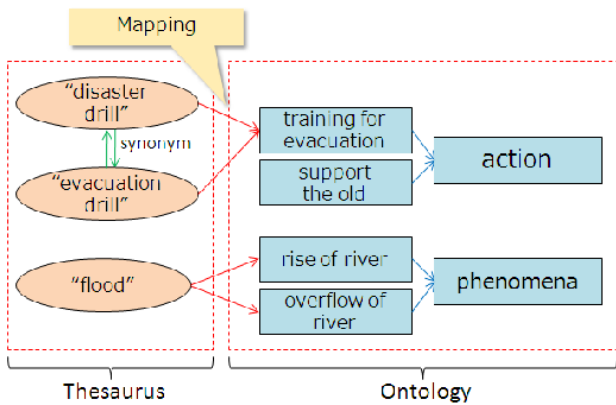 Mapping
“disaster
drill”
synonym
“evacuation
drill”
“flood”
training for
evacuation
support
the old
rise of river
overflow of
river
action
phenomena
Thesaurus
Ontology